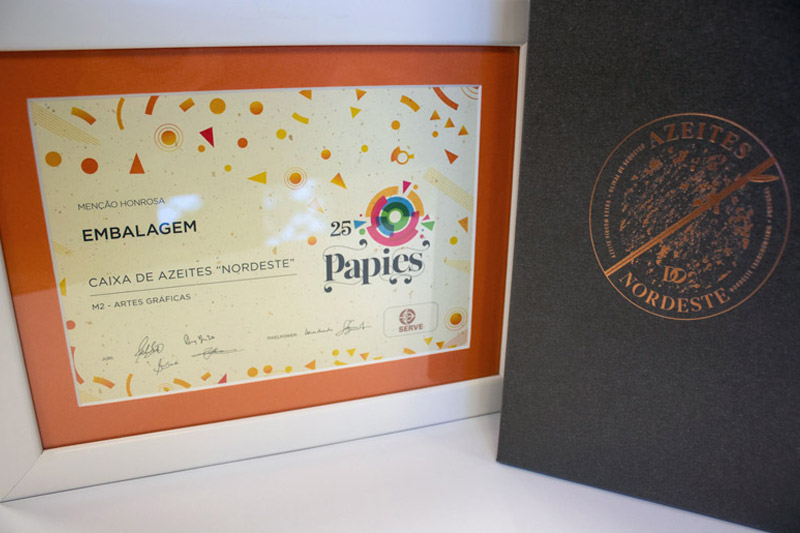 MENÇÃO HONROSA
EMBALAGEM
CAIXA DE AZEITES “NORDESTE”
M2 - ARTES GRÁFICAS
25
Papies
SERVE
AZEITES
NORDESTE